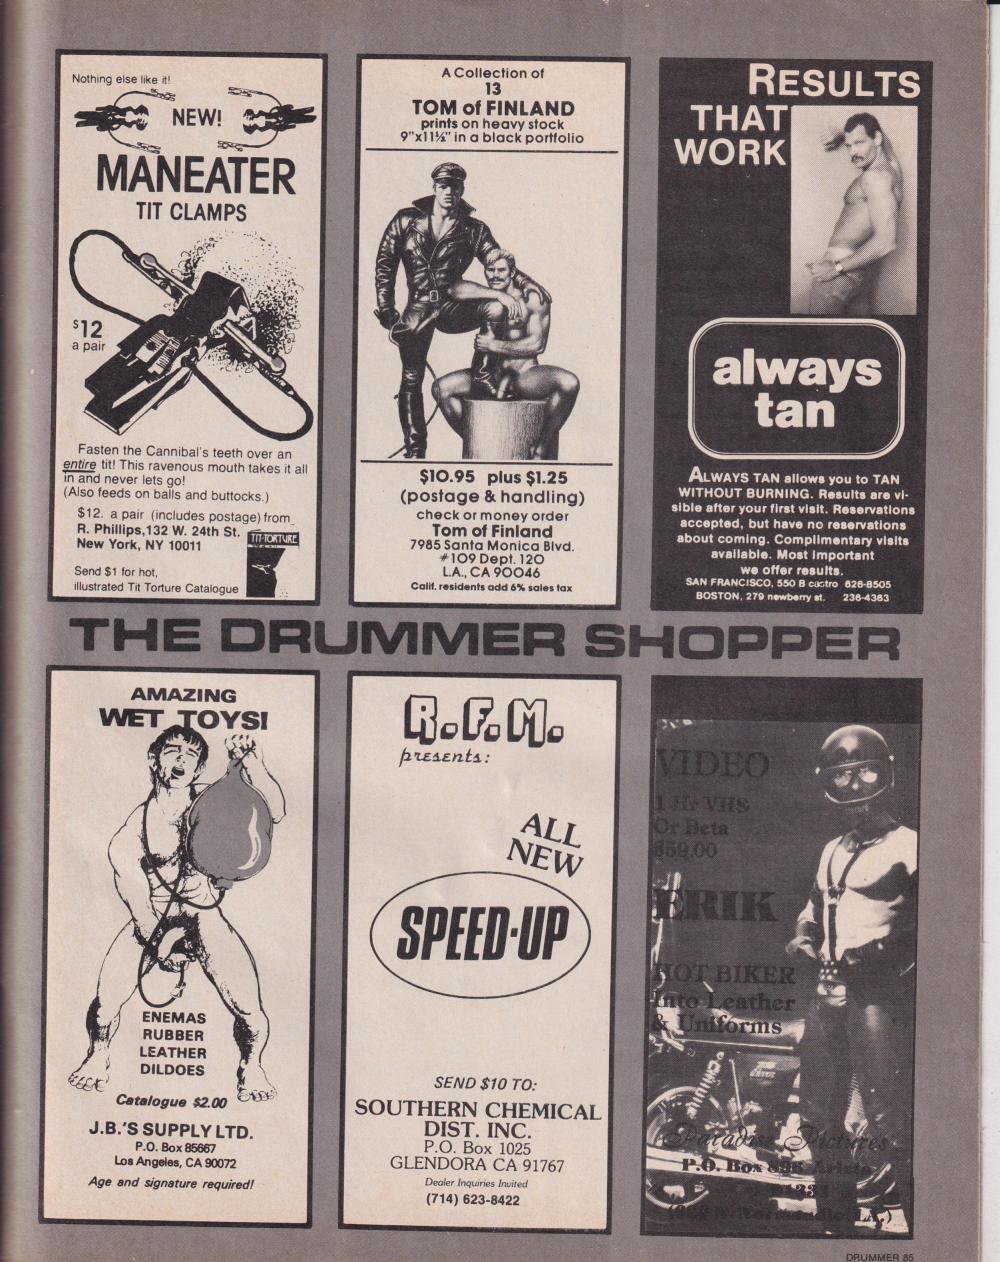 Nothing else like it!
NEW!
MANEATER
TIT CLAMPS
$12
a pair
Fasten the Cannibal's teeth over an
entire tit! This ravenous mouth takes it all
in and never lets go!
(Also feeds on balls and buttocks.)
$12. a pair (includes postage) from
R. Phillips, 132 W. 24th St.
New York, NY 10011
TIT-TORTURE
Send $1 for hot,
illustrated Tit Torture Catalogue
A Collection of
13
TOM of FINLAND
prints on heavy stock
9"x11½" in a black portfolio
$10.95 plus $1.25
(postage & handling)
check or money order
Tom of Finland
7985 Santa Monica Blvd.
#109 Dept. 120
L.A., CA 90046
Calif. residents add 6% sales tax
RESULTS
THAT
WORK
always
tan
ALWAYS TAN allows you to TAN
WITHOUT BURNING. Results are vi-
sible after your first visit. Reservations
accepted, but have no reservations
about coming. Complimentary visits
available. Most important
we offer results.
SAN FRANCISCO, 550 B castro 626-8505
BOSTON, 279 newberry st. 236-4363
THE DRUMMER SHOPPER
AMAZING
WET TOYS!
ENEMAS
RUBBER
LEATHER
DILDOES
Catalogue $2.00
J.B.'S SUPPLY LTD.
P.O. Box 85667
Los Angeles, CA 90072
Age and signature required!
R.F.M.
presents:
ALL
NEW
SPEED-UP
SEND $10 TO:
SOUTHERN CHEMICAL
DIST. INC.
P.O. Box 1025
GLENDORA CA 91767
Dealer Inquiries Invited
(714) 623-8422
VIDEO
1 Hr VHS
Or Beta
$59.00
ERIK
HOT BIKER
Into Leather
& Uniforms
Paradise Pictures
P.O. Box
DRUMMER 85